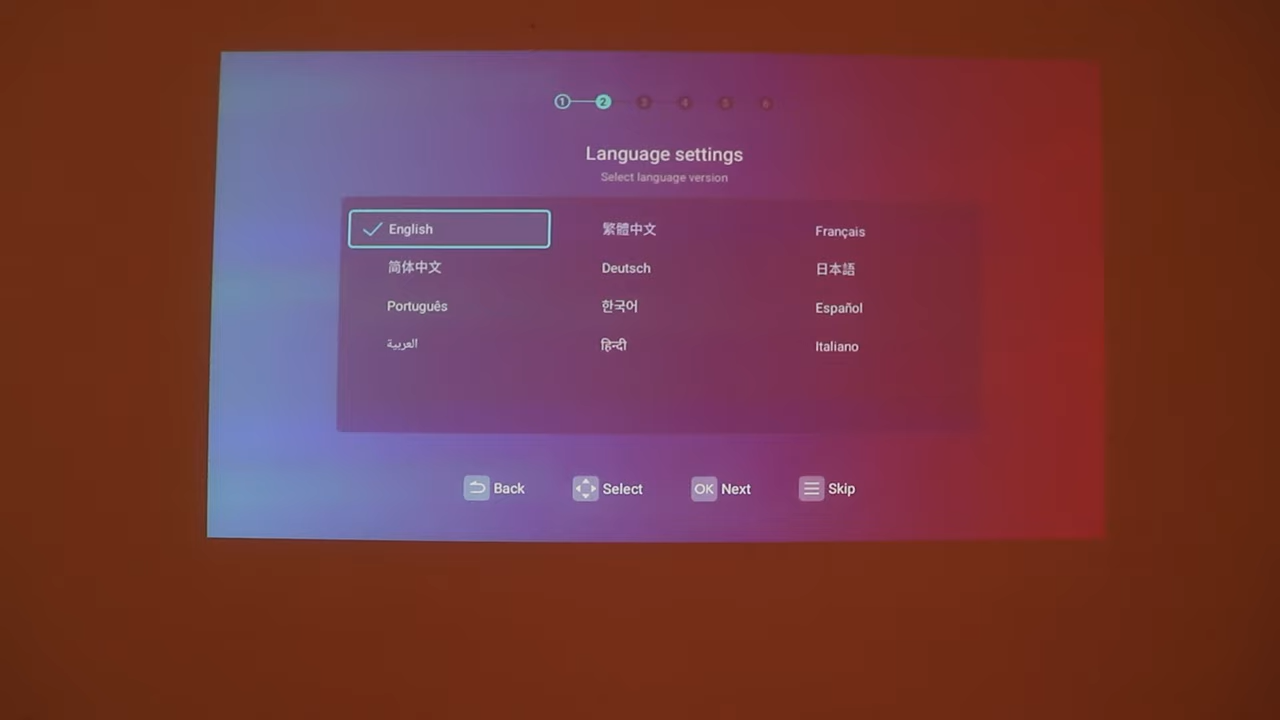 1 2 3 4 5 6
Language settings
Select language version
English 繁體中文 Français
简体中文 Deutsch 日本語
Português 한국어 Español
العربية हिन्दी Italiano
Back Select OK Next Skip